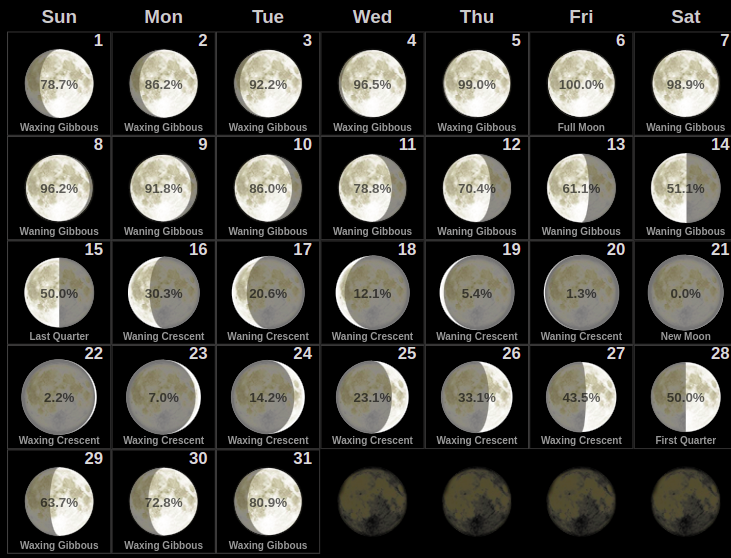 Sun Mon Tue Wed Thu Fri Sat
1 2 3 4 5 6 7
78.7% 86.2% 92.2% 96.5% 99.0% 100.0% 98.9%
Waxing Gibbous Waxing Gibbous Waxing Gibbous Waxing Gibbous Waxing Gibbous Full Moon Waning Gibbous
8 9 10 11 12 13 14
96.2% 91.8% 86.0% 78.8% 70.4% 61.1% 51.1%
Waning Gibbous Waning Gibbous Waning Gibbous Waning Gibbous Waning Gibbous Waning Gibbous Waning Gibbous
15 16 17 18 19 20 21
50.0% 30.3% 20.6% 12.1% 5.4% 1.3% 0.0%
Last Quarter Waning Crescent Waning Crescent Waning Crescent Waning Crescent Waning Crescent New Moon
22 23 24 25 26 27 28
2.2% 7.0% 14.2% 23.1% 33.1% 43.5% 50.0%
Waxing Crescent Waxing Crescent Waxing Crescent Waxing Crescent Waxing Crescent Waxing Crescent First Quarter
29 30 31
63.7% 72.8% 80.9%
Waxing Gibbous Waxing Gibbous Waxing Gibbous